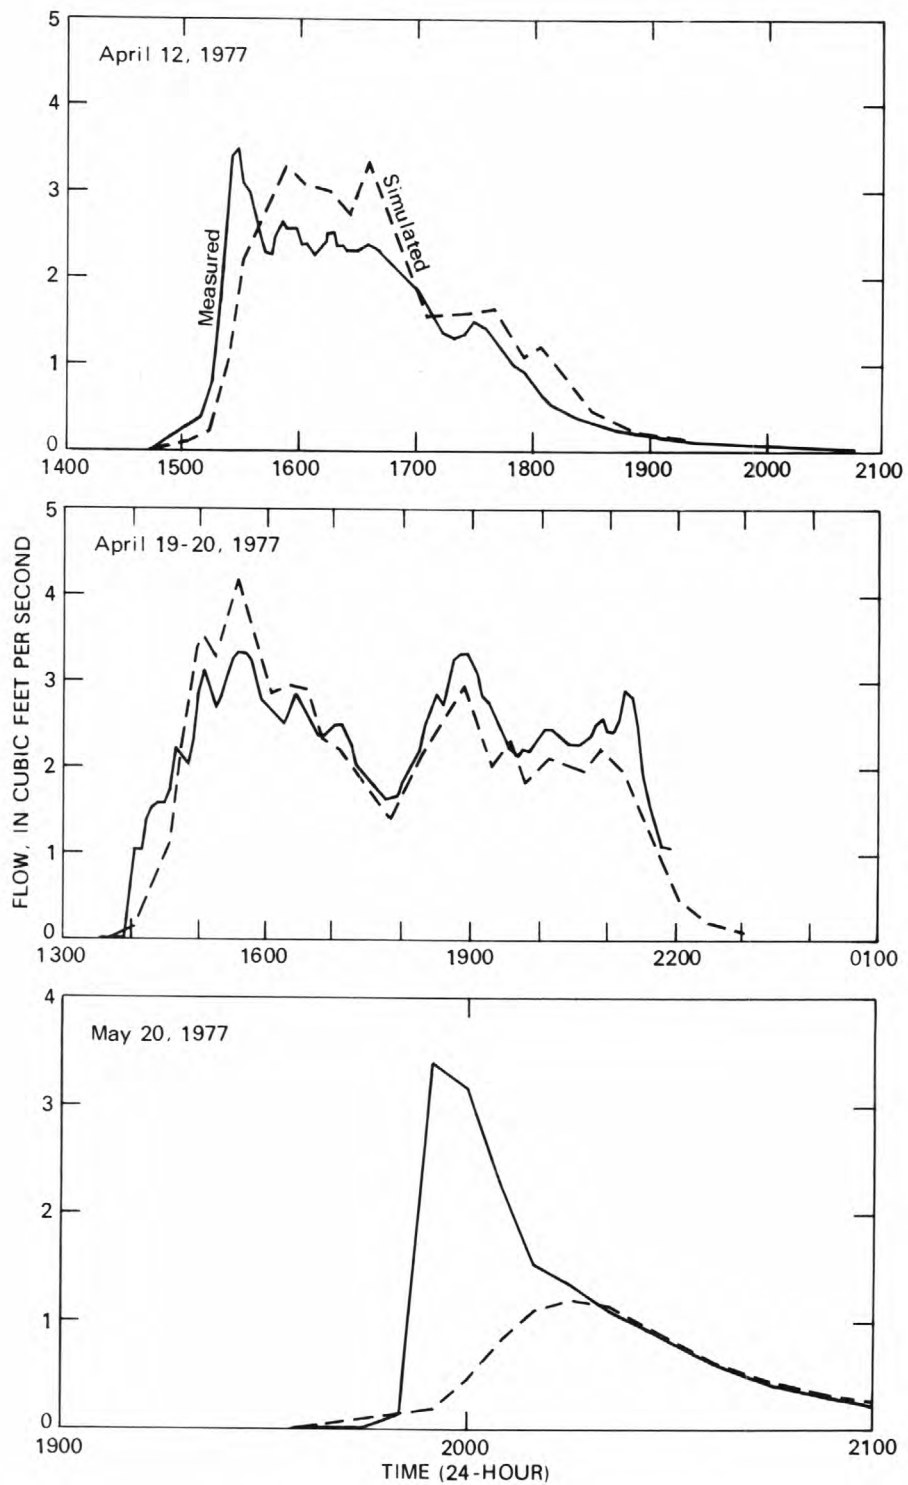 5
April 12, 1977
4
3
2
1
0
Measured
Simulated
1400 1500 1600 1700 1800 1900 2000 2100
FLOW, IN CUBIC FEET PER SECOND
5
April 19-20, 1977
4
3
2
1
0
1300 1600 1900 2200 0100
4
May 20, 1977
3
2
1
0
1900 2000 2100
TIME (24-HOUR)